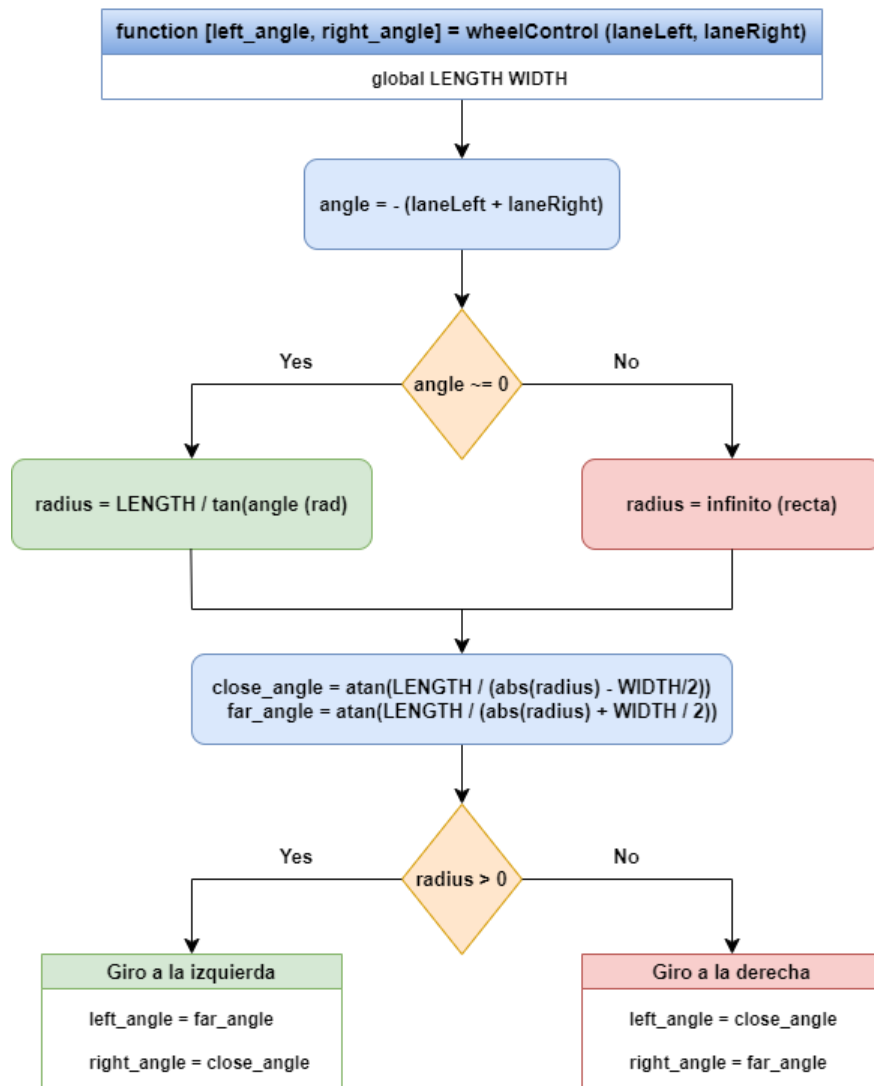 function [left_angle, right_angle] = wheelControl (laneLeft, laneRight)
global LENGTH WIDTH
angle = - (laneLeft + laneRight)
Yes
No
angle ~= 0
radius = LENGTH / tan(angle (rad)
radius = infinito (recta)
close_angle = atan(LENGTH / (abs(radius) - WIDTH/2))
far_angle = atan(LENGTH / (abs(radius) + WIDTH / 2))
Yes
No
radius > 0
Giro a la izquierda
left_angle = far_angle
right_angle = close_angle
Giro a la derecha
left_angle = close_angle
right_angle = far_angle